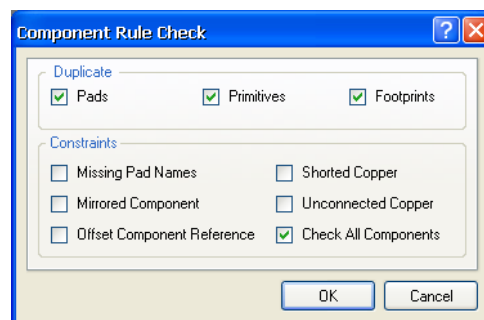 Component Rule Check
Duplicate
Pads Primitives Footprints
Constraints
Missing Pad Names Shorted Copper
Mirrored Component Unconnected Copper
Offset Component Reference Check All Components
OK Cancel